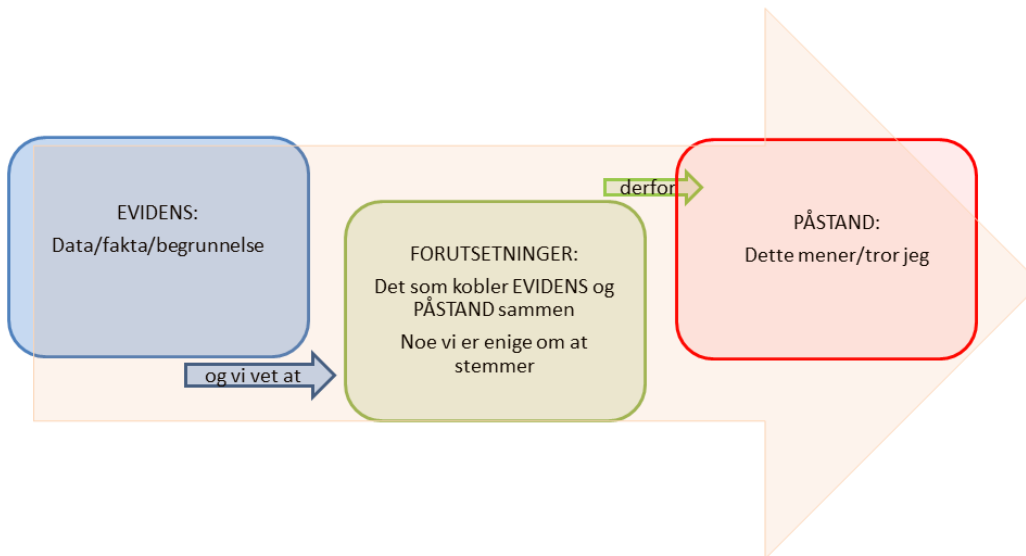 EVIDENS:
Data/fakta/begrunnelse
og vi vet at
FORUTSETNINGER:
Det som kobler EVIDENS og
PÅSTAND sammen
Noe vi er enige om at
stemmer
derfor
PÅSTAND:
Dette mener/tror jeg